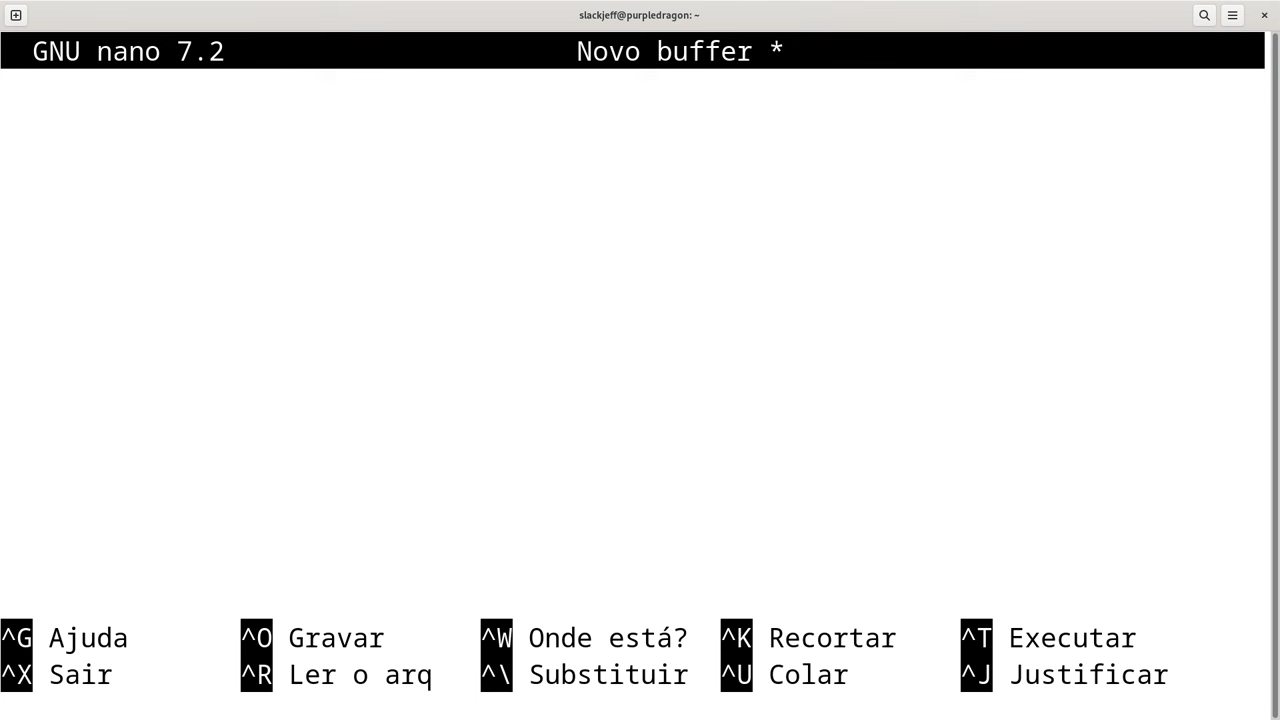 slackjeff@purpledragon: ~
GNU nano 7.2 Novo buffer *
^G Ajuda ^O Gravar ^W Onde está? ^K Recortar ^T Executar
^X Sair ^R Ler o arq ^\ Substituir ^U Colar ^J Justificar